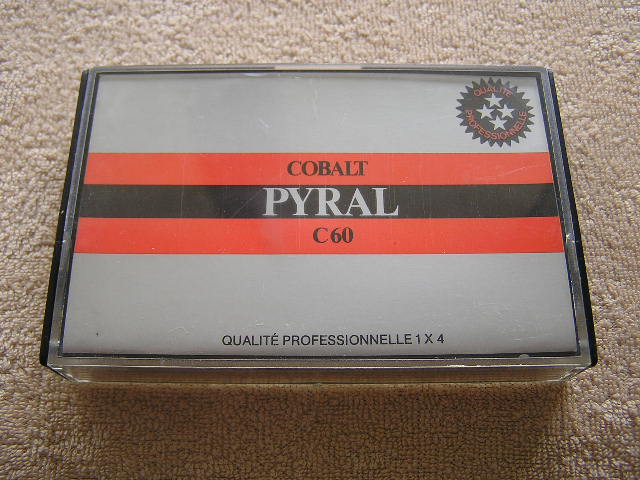 QUALITÉ
PROFESSIONNELLE
COBALT
PYRAL
C60
QUALITÉ PROFESSIONNELLE 1 X 4